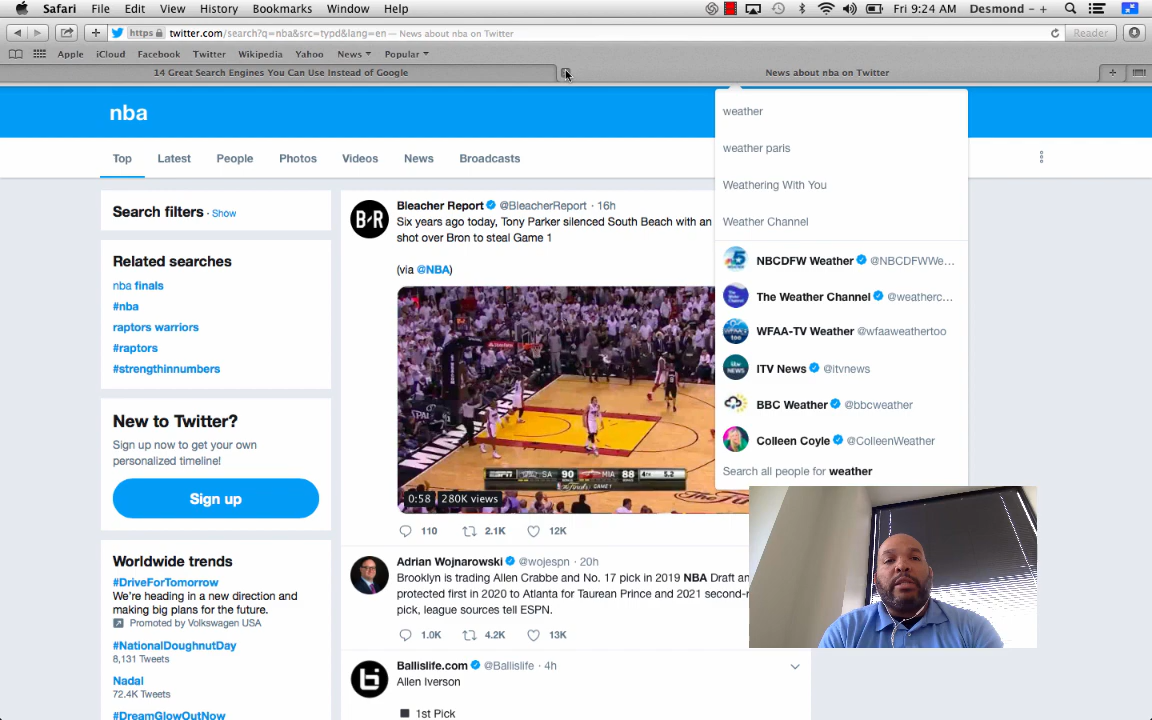 Safari File Edit View History Bookmarks Window Help
Fri 9:24 AM Desmond - +
https twitter.com/search?q=nba&src=typd&lang=en — News about nba on Twitter
Reader
Apple iCloud Facebook Twitter Wikipedia Yahoo News Popular
14 Great Search Engines You Can Use Instead of Google
News about nba on Twitter
nba
Top Latest People Photos Videos News Broadcasts
Search filters · Show
Related searches
nba finals
#nba
raptors warriors
#raptors
#strengthinnumbers
New to Twitter?
Sign up now to get your own
personalized timeline!
Sign up
Worldwide trends
#DriveForTomorrow
We're heading in a new direction and
making big plans for the future.
Promoted by Volkswagen USA
#NationalDoughnutDay
8,131 Tweets
Nadal
72.4K Tweets
#DreamGlowOutNow
B/R
Bleacher Report @BleacherReport · 16h
Six years ago today, Tony Parker silenced South Beach with an
shot over Bron to steal Game 1
(via @NBA)
ESPN SA 90 MIA 88 4th 5.2
0:58 280K views
110 2.1K 12K
Adrian Wojnarowski @wojespn · 20h
Brooklyn is trading Allen Crabbe and No. 17 pick in 2019 NBA Draft an
protected first in 2020 to Atlanta for Taurean Prince and 2021 second-r
pick, league sources tell ESPN.
1.0K 4.2K 13K
Ballislife.com @Ballislife · 4h
Allen Iverson
1st Pick
weather
weather paris
Weathering With You
Weather Channel
NBCDFW Weather @NBCDFWWe...
The Weather Channel @weatherc...
WFAA-TV Weather @wfaaweathertoo
ITV News @itvnews
BBC Weather @bbcweather
Colleen Coyle @ColleenWeather
Search all people for weather